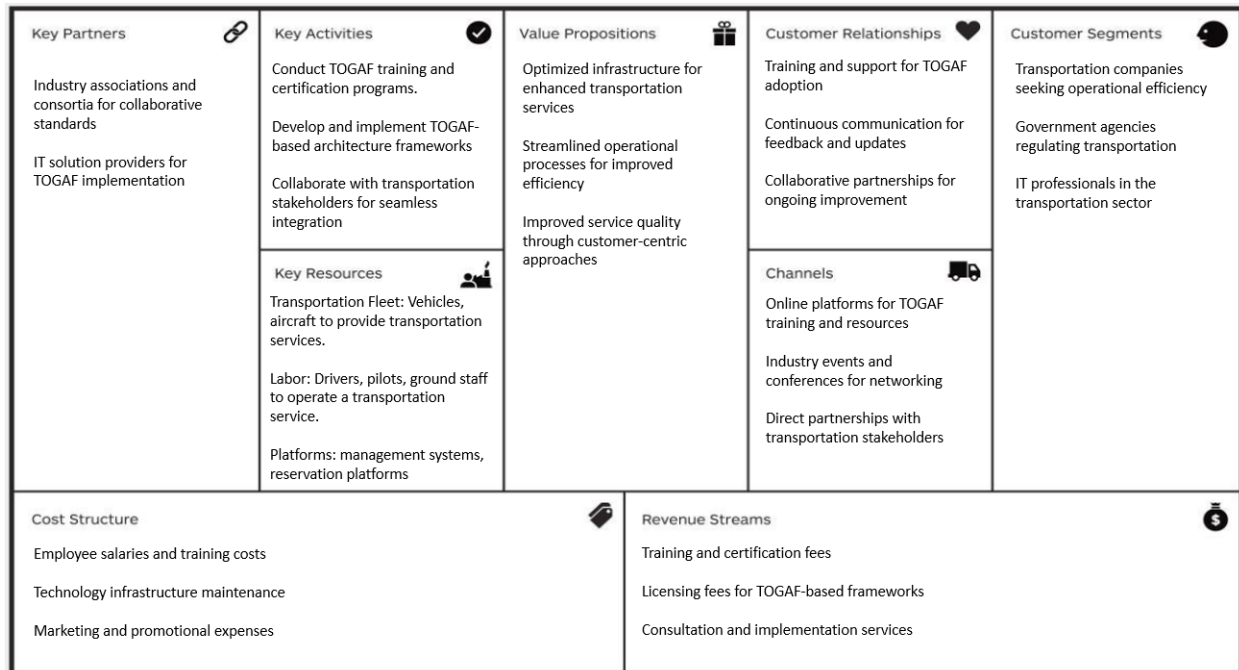 Key Partners
Industry associations and
consortia for collaborative
standards
IT solution providers for
TOGAF implementation
Key Activities
Conduct TOGAF training and
certification programs.
Develop and implement TOGAF-
based architecture frameworks
Collaborate with transportation
stakeholders for seamless
integration
Key Resources
Transportation Fleet: Vehicles,
aircraft to provide transportation
services.
Labor: Drivers, pilots, ground staff
to operate a transportation
service.
Platforms: management systems,
reservation platforms
Value Propositions
Optimized infrastructure for
enhanced transportation
services
Streamlined operational
processes for improved
efficiency
Improved service quality
through customer-centric
approaches
Customer Relationships
Training and support for TOGAF
adoption
Continuous communication for
feedback and updates
Collaborative partnerships for
ongoing improvement
Channels
Online platforms for TOGAF
training and resources
Industry events and
conferences for networking
Direct partnerships with
transportation stakeholders
Customer Segments
Transportation companies
seeking operational efficiency
Government agencies
regulating transportation
IT professionals in the
transportation sector
Cost Structure
Employee salaries and training costs
Technology infrastructure maintenance
Marketing and promotional expenses
Revenue Streams
$
Training and certification fees
Licensing fees for TOGAF-based frameworks
Consultation and implementation services